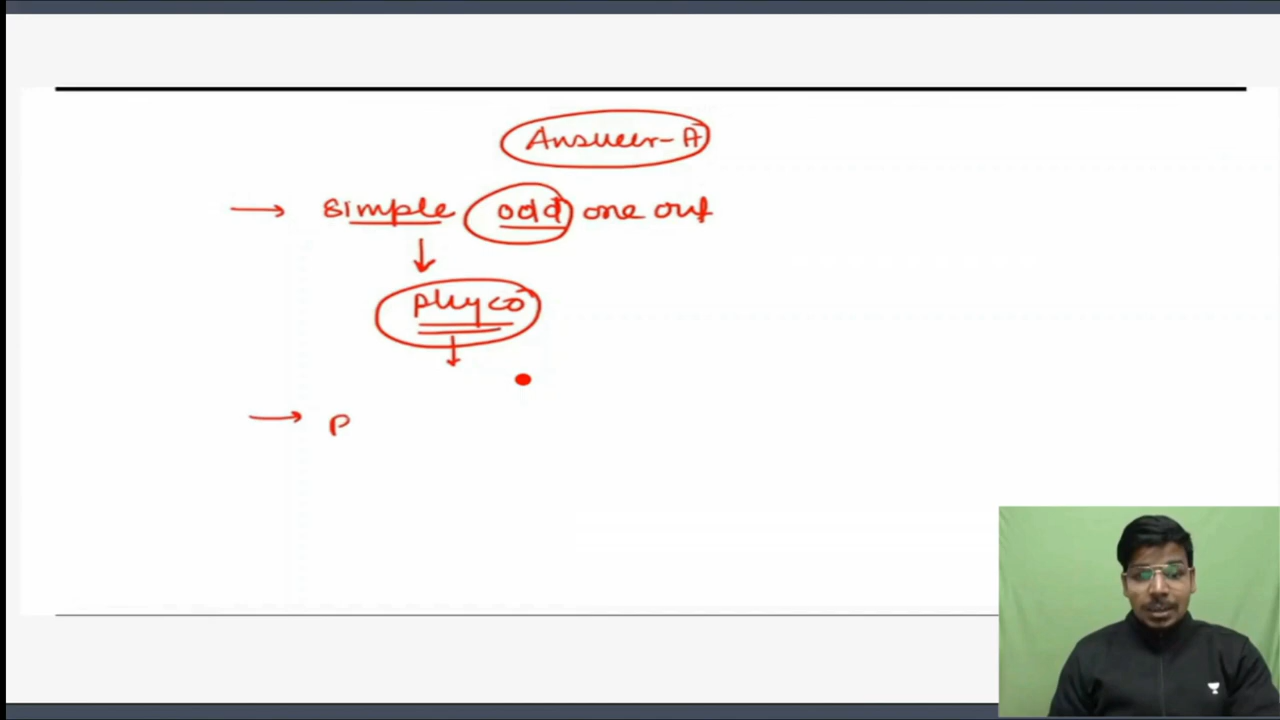 Answer-A
→ simple odd one out
↓
phyco
↓
→ P